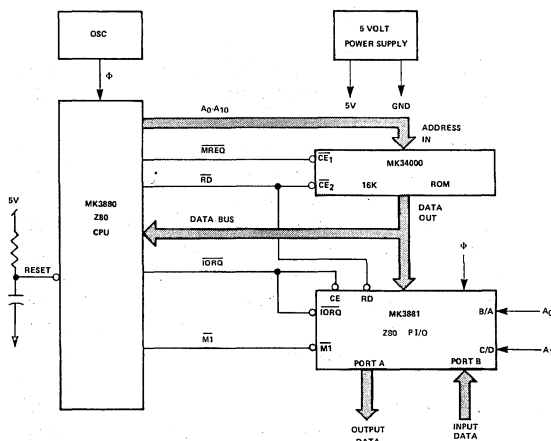 OSC
5 VOLT
POWER SUPPLY
Φ
5V
GND
A0-A10
ADDRESS
IN
MREQ
CE1
MK34000
RD
CE2
16K ROM
MK3880
Z80
CPU
DATA BUS
DATA
OUT
5V
RESET
IORQ
Φ
CE
RD
MK3881
B/A
A0
IORQ
Z80 PI/O
M1
M1
C/D
PORT A
PORT B
OUTPUT
DATA
INPUT
DATA